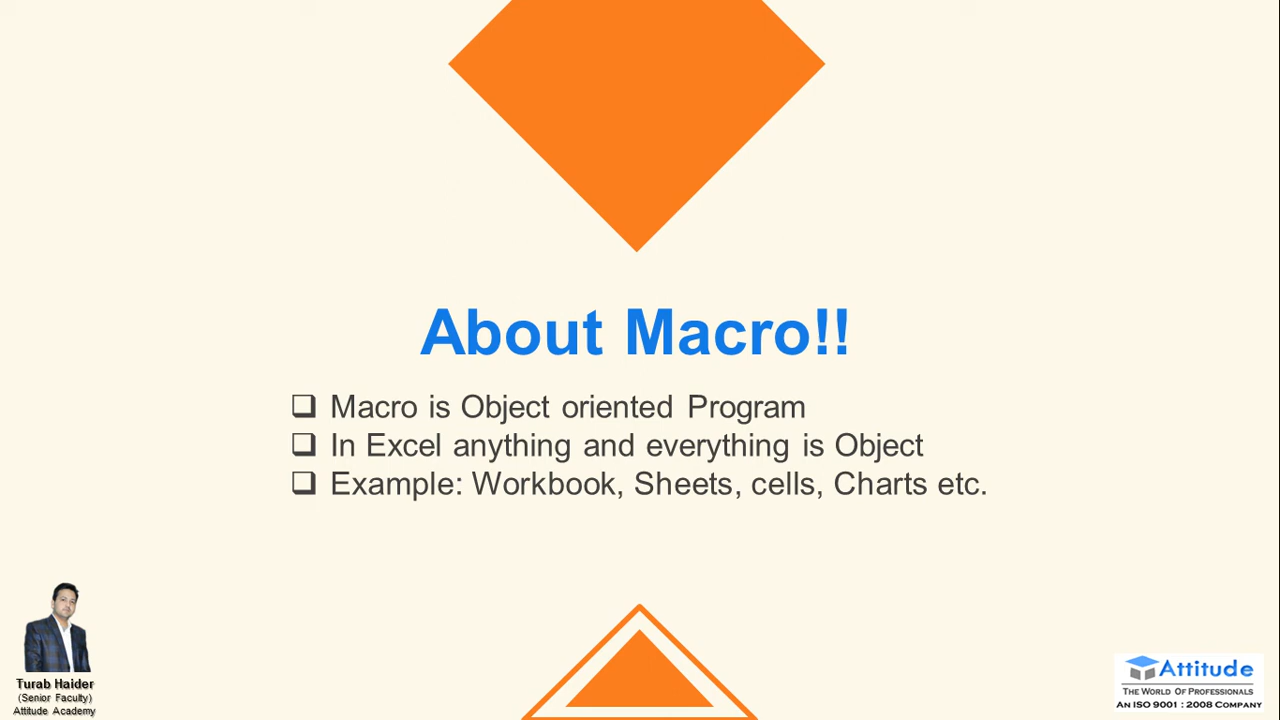 About Macro!!
❑ Macro is Object oriented Program
❑ In Excel anything and everything is Object
❑ Example: Workbook, Sheets, cells, Charts etc.
Turab Haider
(Senior Faculty)
Attitude Academy
Attitude
THE WORLD OF PROFESSIONALS
AN ISO 9001 : 2008 COMPANY